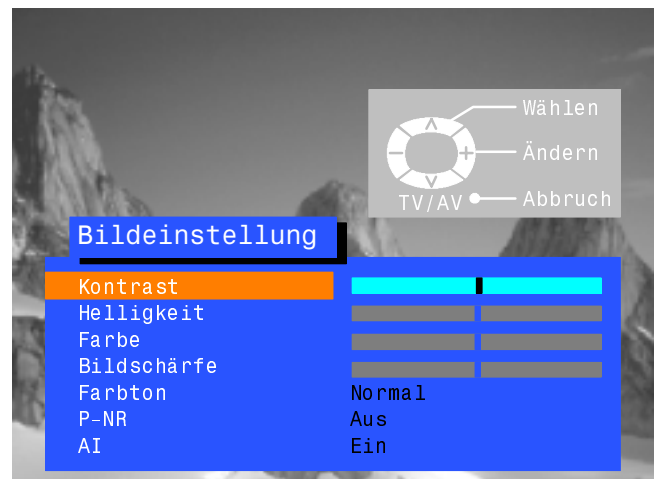 Wählen
Ändern
TV/AV Abbruch
Bildeinstellung
Kontrast
Helligkeit
Farbe
Bildschärfe
Farbton Normal
P-NR Aus
AI Ein